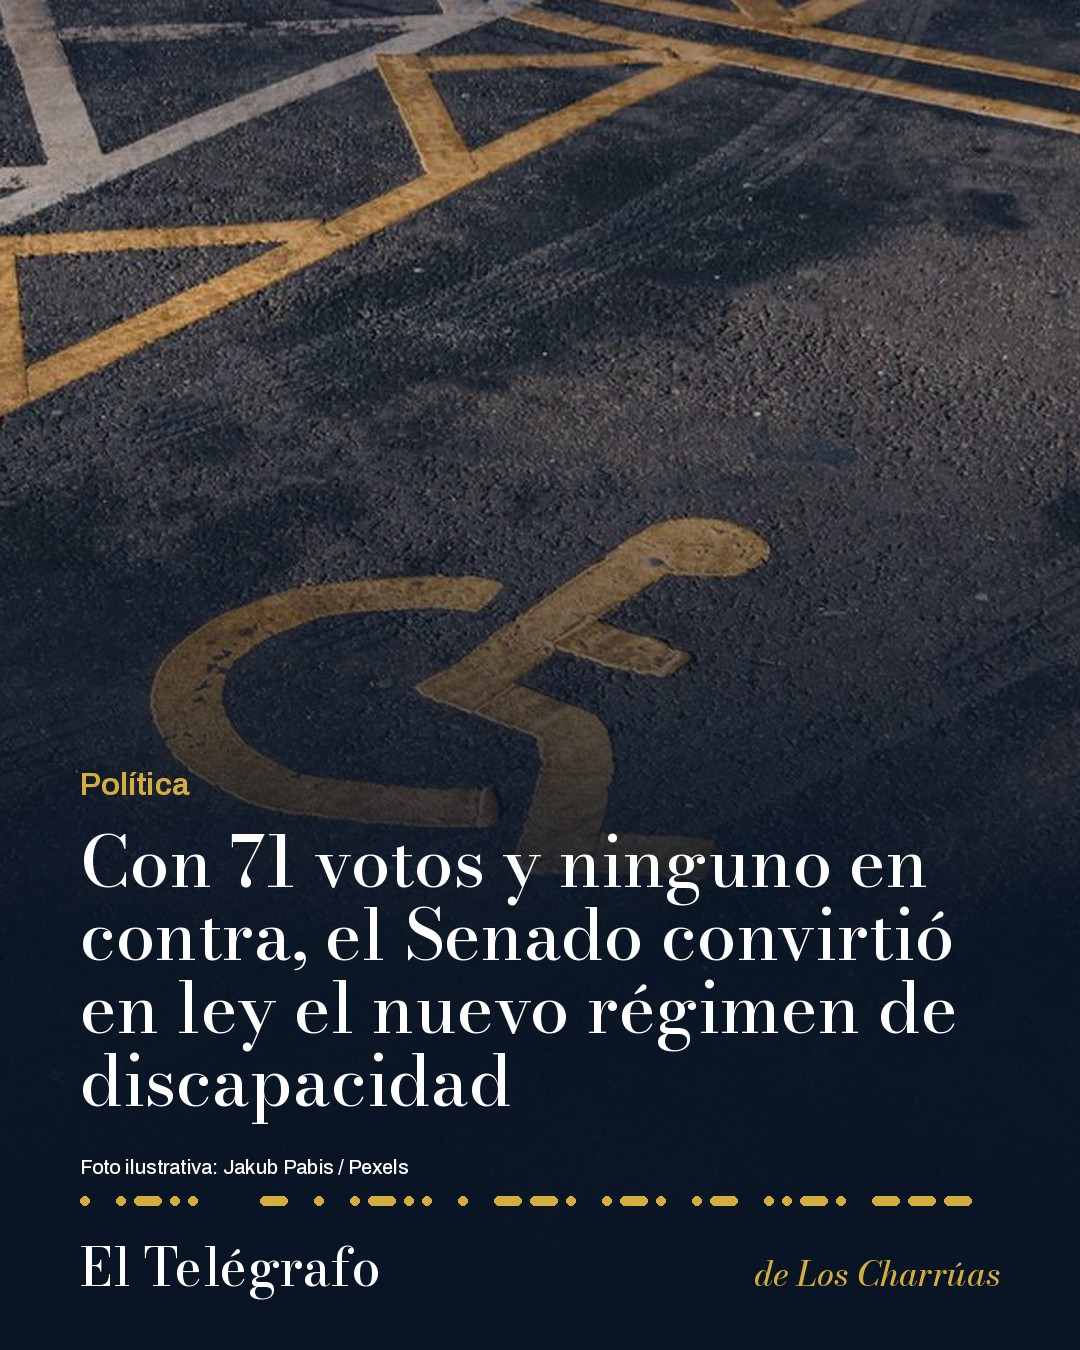 Política
Con 71 votos y ninguno en
contra, el Senado convirtió
en ley el nuevo régimen de
discapacidad
Foto ilustrativa: Jakub Pabis / Pexels
El Telégrafo
de Los Charrúas